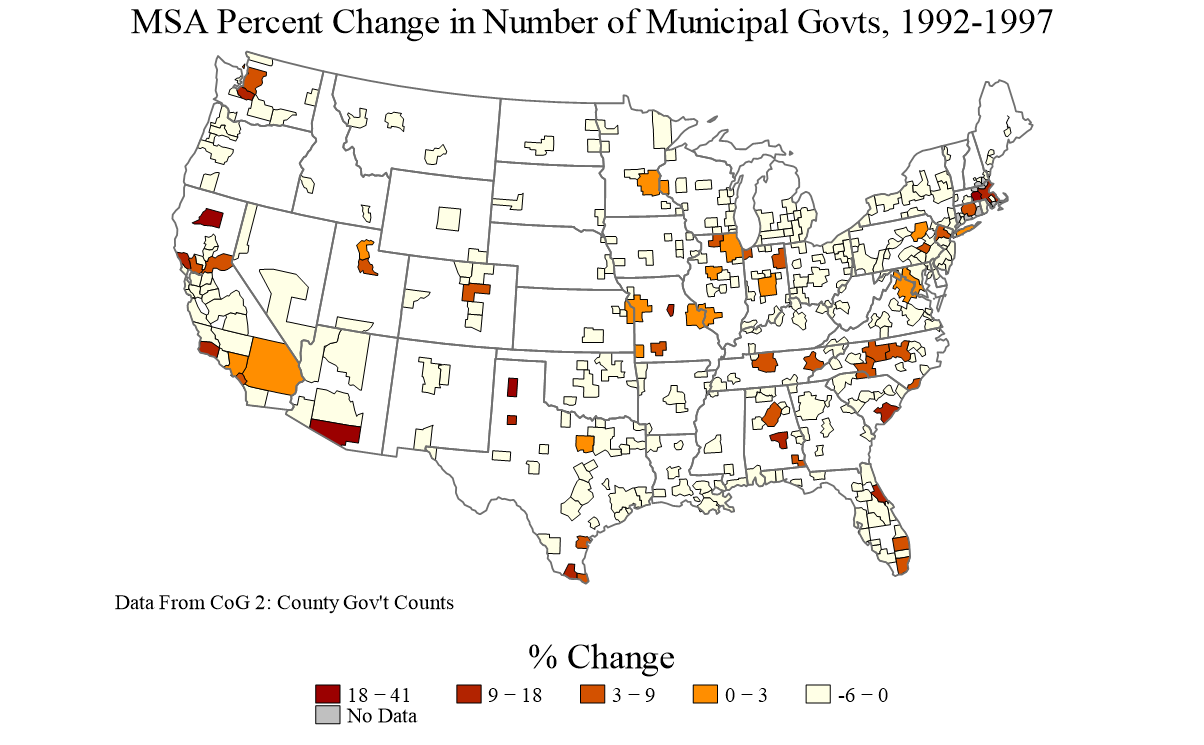 MSA Percent Change in Number of Municipal Govts, 1992-1997
Data From CoG 2: County Gov't Counts
% Change
18 − 41 9 − 18 3 − 9 0 − 3 -6 − 0
No Data